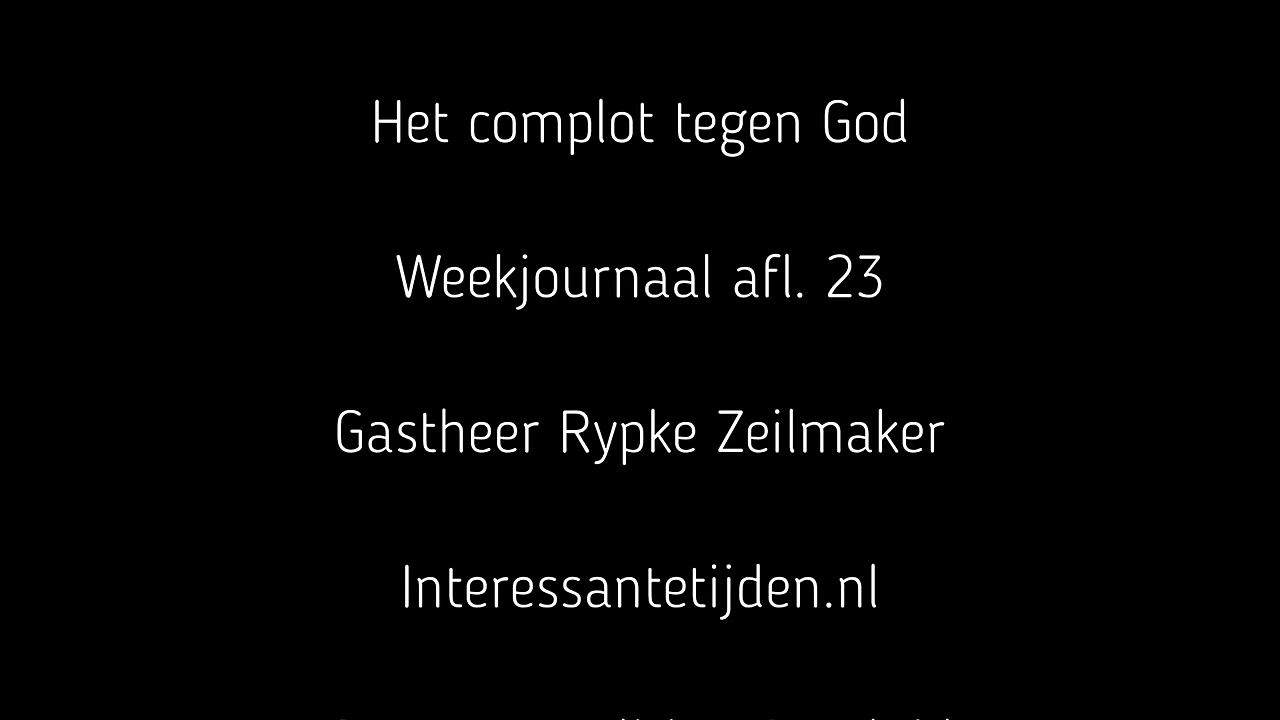 Het complot tegen God
Weekjournaal afl. 23
Gastheer Rypke Zeilmaker
Interessantetijden.nl